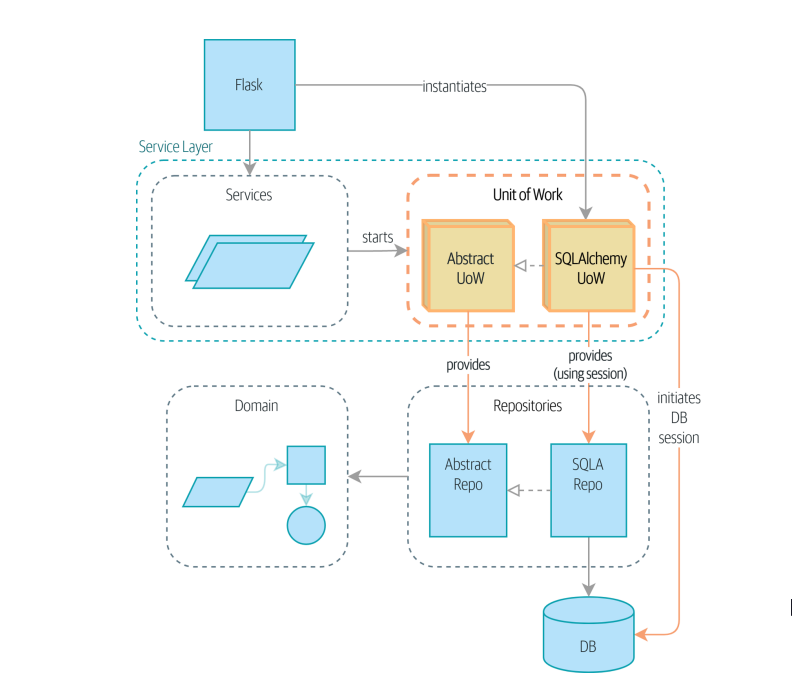 Flask
instantiates
Service Layer
Services
Unit of Work
starts
Abstract
UoW
SQLAlchemy
UoW
provides
provides
(using session)
initiates
DB
session
Domain
Repositories
Abstract
Repo
SQLA
Repo
DB